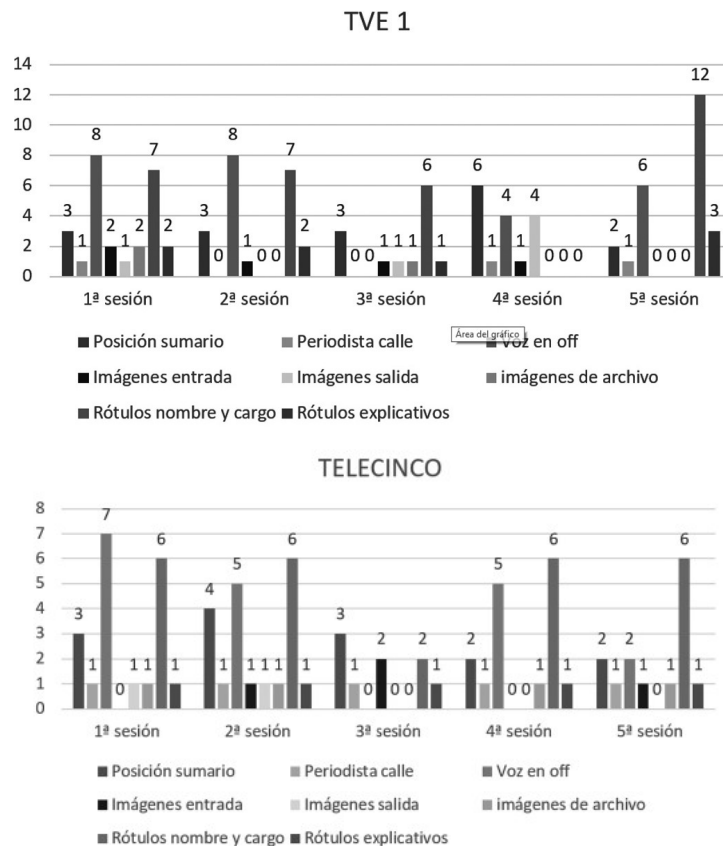 TVE 1
14
12
10
8
6
4
2
0
3 1 8 2 1 2 7 2
3 0 8 1 0 0 7 2
3 0 0 1 1 1 6 1
6 1 4 1 4 0 0 0
2 1 6 0 0 0 12 3
1ª sesión 2ª sesión 3ª sesión 4ª sesión 5ª sesión
Área del gráfico
Posición sumario Periodista calle Voz en off
Imágenes entrada Imágenes salida imágenes de archivo
Rótulos nombre y cargo Rótulos explicativos
TELECINCO
8
7
6
5
4
3
2
1
0
3 1 7 0 1 1 6 1
4 1 5 1 1 1 6 1
3 1 0 2 0 0 2 1
2 1 5 0 0 1 6 1
2 1 2 1 0 1 6 1
1ª sesión 2ª sesión 3ª sesión 4ª sesión 5ª sesión
Posición sumario Periodista calle Voz en off
Imágenes entrada Imágenes salida imágenes de archivo
Rótulos nombre y cargo Rótulos explicativos